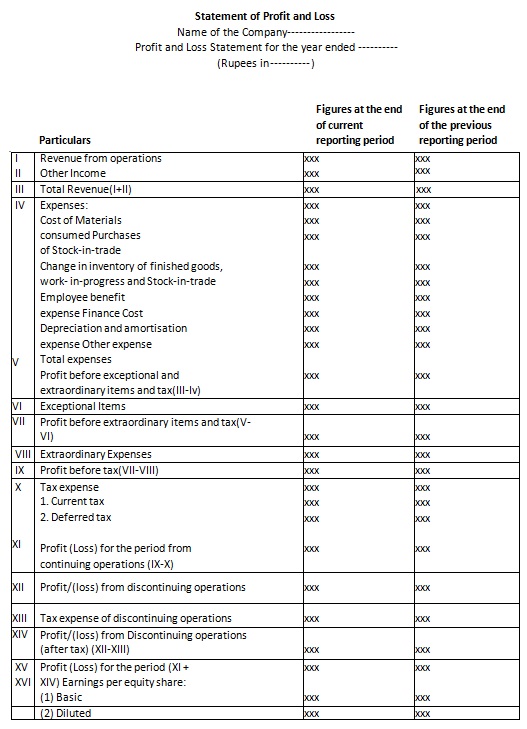 Statement of Profit and Loss
Name of the Company-----------------
Profit and Loss Statement for the year ended ----------
(Rupees in----------)
Particulars Figures at the end of current reporting period Figures at the end of the previous reporting period
I Revenue from operations xxx xxx
II Other Income xxx xxx
III Total Revenue(I+II) xxx xxx
IV Expenses: xxx xxx
Cost of Materials xxx xxx
consumed Purchases xxx xxx
of Stock-in-trade
Change in inventory of finished goods, xxx xxx
work- in-progress and Stock-in-trade xxx xxx
Employee benefit xxx xxx
expense Finance Cost xxx xxx
Depreciation and amortisation xxx xxx
expense Other expense xxx xxx
V Total expenses
Profit before exceptional and xxx xxx
extraordinary items and tax(III-Iv)
VI Exceptional Items xxx xxx
VII Profit before extraordinary items and tax(V-
VI) xxx xxx
VIII Extraordinary Expenses xxx xxx
IX Profit before tax(VII-VIII) xxx xxx
X Tax expense xxx xxx
1. Current tax xxx xxx
2. Deferred tax xxx xxx
XI Profit (Loss) for the period from xxx xxx
continuing operations (IX-X)
XII Profit/(loss) from discontinuing operations xxx xxx
XIII Tax expense of discontinuing operations xxx xxx
XIV Profit/(loss) from Discontinuing operations
(after tax) (XII-XIII) xxx xxx
XV Profit (Loss) for the period (XI + xxx xxx
XVI XIV) Earnings per equity share:
(1) Basic xxx xxx
(2) Diluted xxx xxx